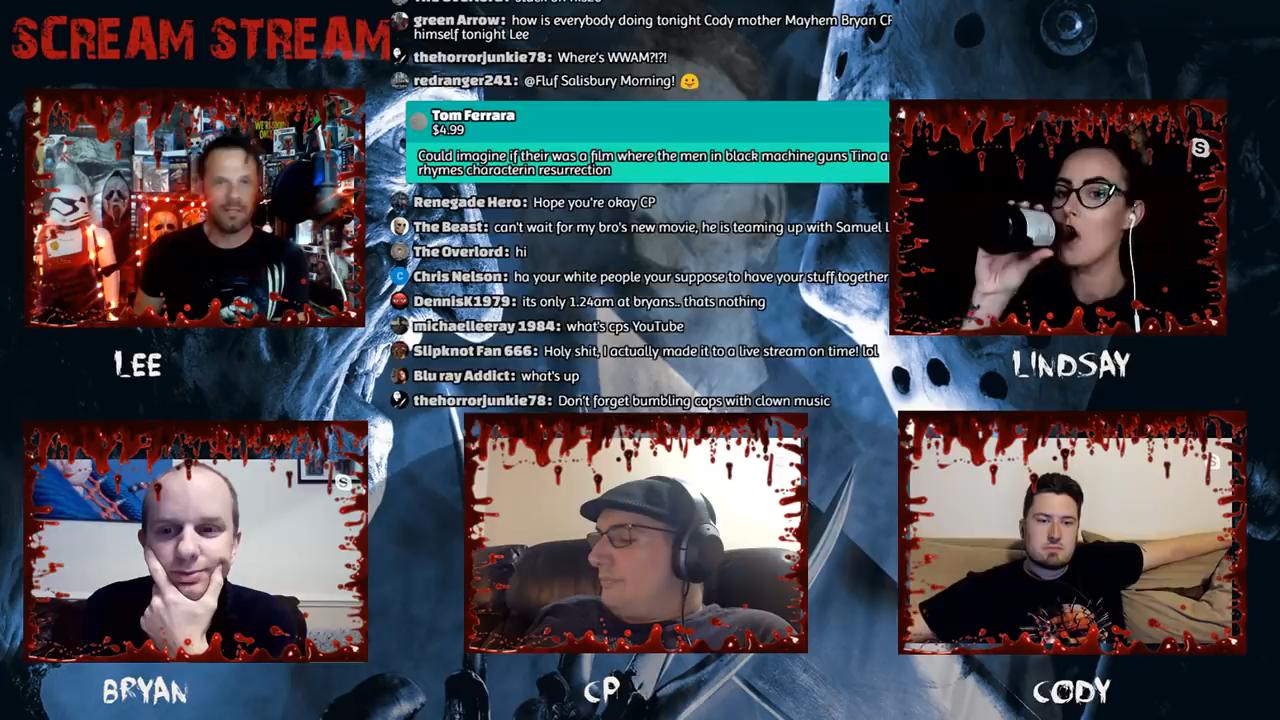 SCREAM STREAM
green Arrow: how is everybody doing tonight Cody mother Mayhem Bryan CP
himself tonight Lee
thehorrorjunkie78: Where's WWAM?!?!
redranger241: @Fluf Salisbury Morning!
Tom Ferrara
$4.99
Could imagine if their was a film where the men in black machine guns Tina a
rhymes characterin resurrection
Renegade Hero: Hope you're okay CP
The Beast: can't wait for my bro's new movie, he is teaming up with Samuel L
The Overlord: hi
Chris Nelson: ha your white people your suppose to have your stuff together
DennisK1979: its only 1.24am at bryans.. thats nothing
michaelleeray 1984: what's cps YouTube
Slipknot Fan 666: Holy shit, I actually made it to a live stream on time! lol
Blu ray Addict: what's up
thehorrorjunkie78: Don't forget bumbling cops with clown music
LEE
LINDSAY
BRYAN
CP
CODY